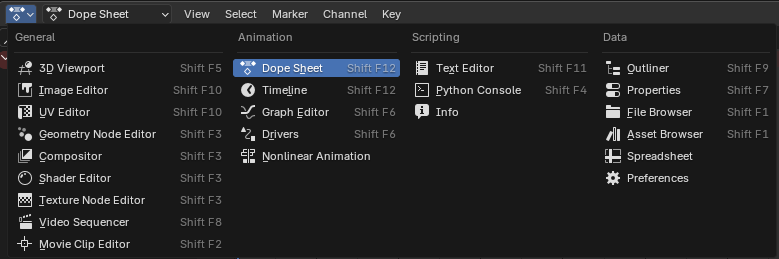 Dope Sheet View Select Marker Channel Key
General
3D Viewport Shift F5
Image Editor Shift F10
UV Editor Shift F10
Geometry Node Editor Shift F3
Compositor Shift F3
Shader Editor Shift F3
Texture Node Editor Shift F3
Video Sequencer Shift F8
Movie Clip Editor Shift F2
Animation
Dope Sheet Shift F12
Timeline Shift F12
Graph Editor Shift F6
Drivers Shift F6
Nonlinear Animation
Scripting
Text Editor Shift F11
Python Console Shift F4
Info
Data
Outliner Shift F9
Properties Shift F7
File Browser Shift F1
Asset Browser Shift F1
Spreadsheet
Preferences